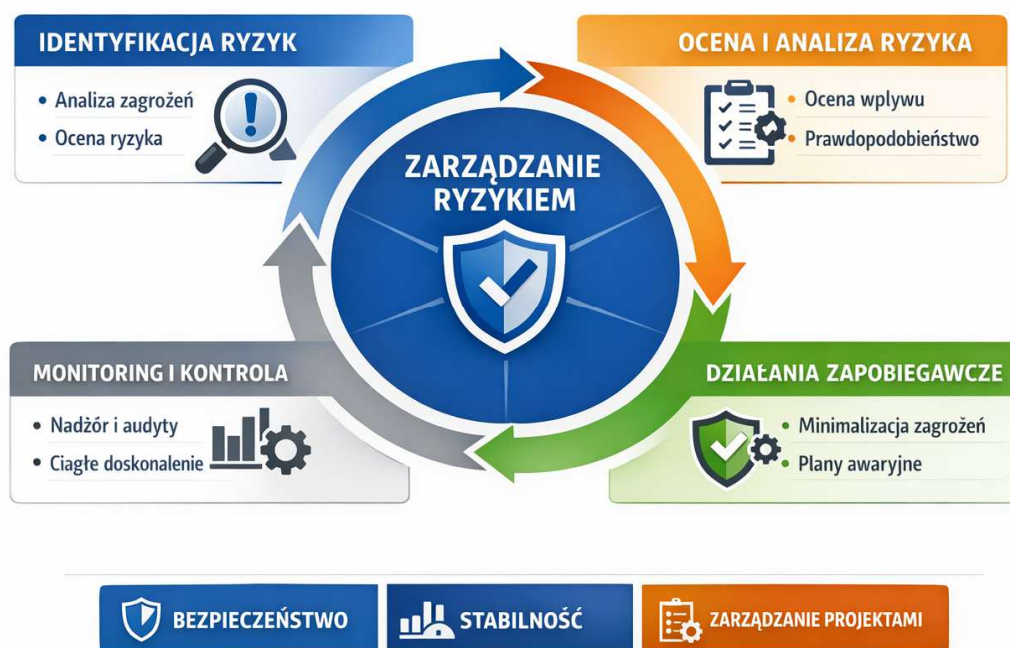 IDENTYFIKACJA RYZYK
• Analiza zagrożeń
• Ocena ryzyka
OCENA I ANALIZA RYZYKA
• Ocena wpływu
• Prawdopodobieństwo
ZARZĄDZANIE
RYZYKIEM
MONITORING I KONTROLA
• Nadżór i audyty
• Ciagłe doskonalenie
DZIAŁANIA ZAPOBIEGAWCZE
• Minimalizacja zagrożeń
• Plany awaryjne
BEZPIECZEŃSTWO
STABILNOŚĆ
ZARZĄDZANIE PROJEKTAMI